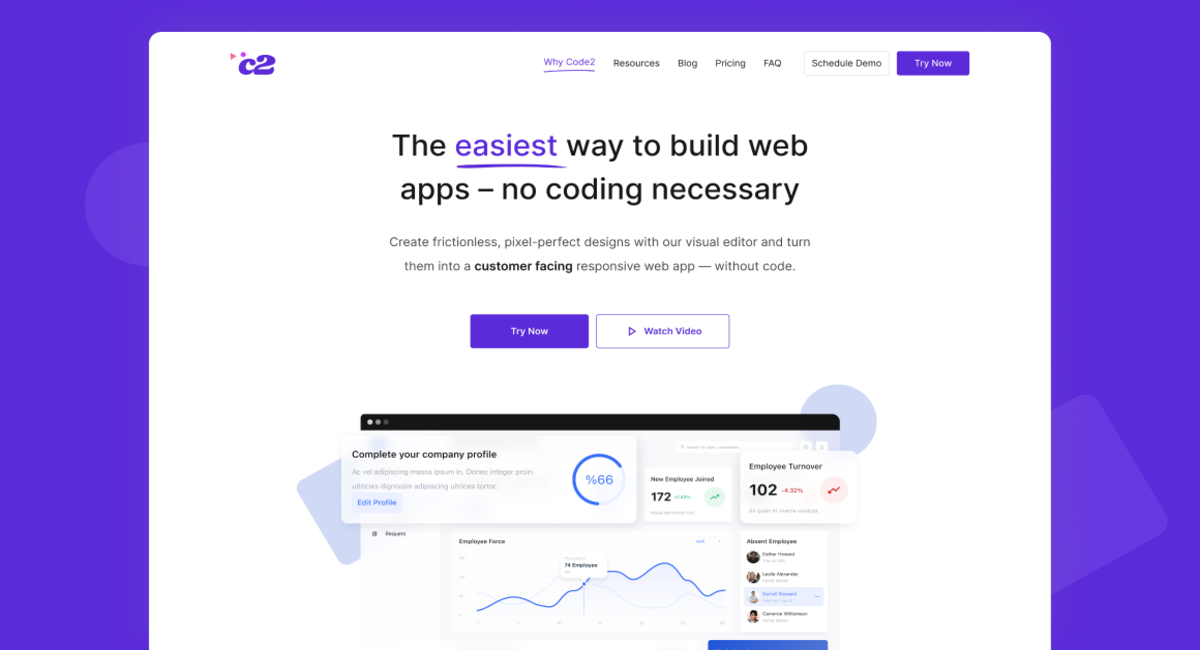 c2
Why Code2
Resources
Blog
Pricing
FAQ
Schedule Demo
Try Now
The easiest way to build web
apps – no coding necessary
Create frictionless, pixel-perfect designs with our visual editor and turn
them into a customer facing responsive web app — without code.
Try Now
Watch Video
Complete your company profile
Ac vel adipiscing massa ipsum in. Donec integer proin
ultricies dignissim adipiscing ultrices tortor.
Edit Profile
%66
New Employee Joined
172
Employee Turnover
102 -4.32%
Requets
Employee Force
74 Employee
Absent Employee
Esther Howard
Leslie Alexander
Darrell Steward
Cameron Williamson